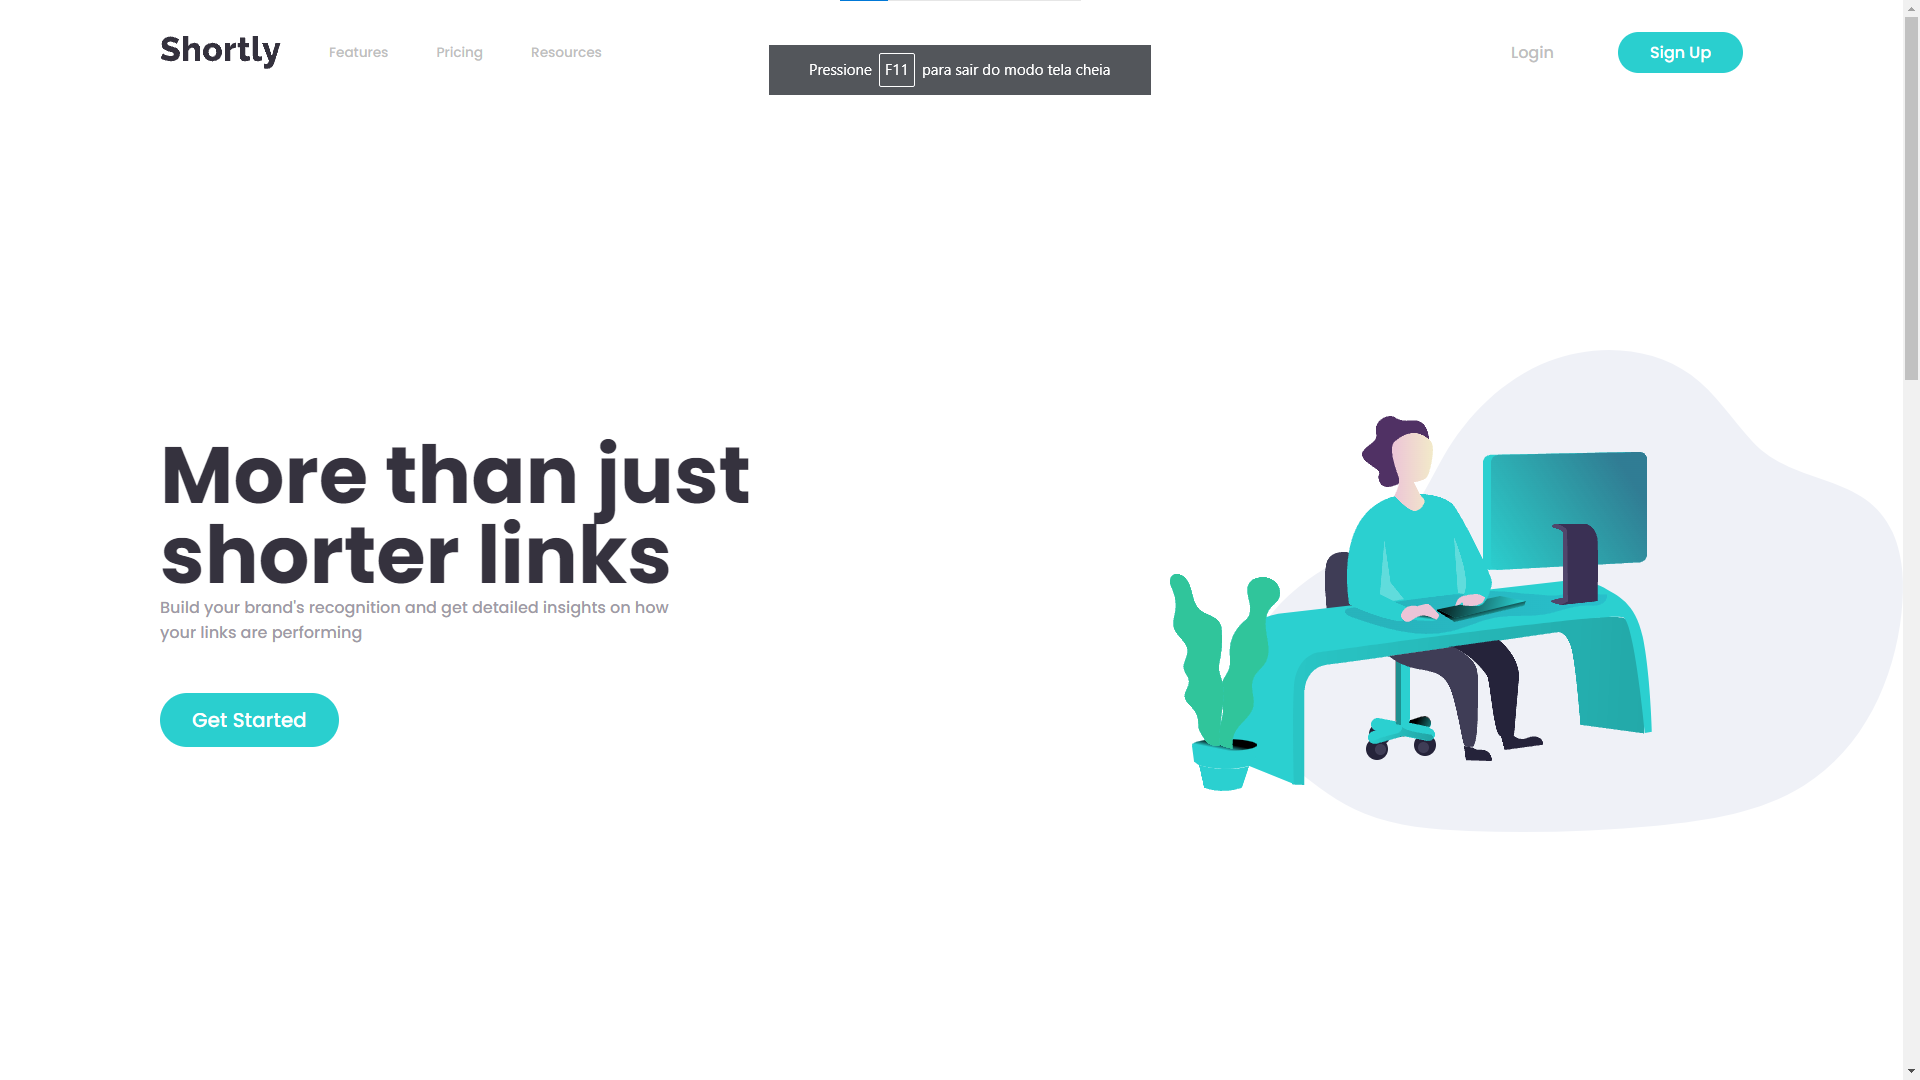 Shortly
Features
Pricing
Resources
Pressione F11 para sair do modo tela cheia
Login
Sign Up
More than just
shorter links
Build your brand's recognition and get detailed insights on how
your links are performing
Get Started